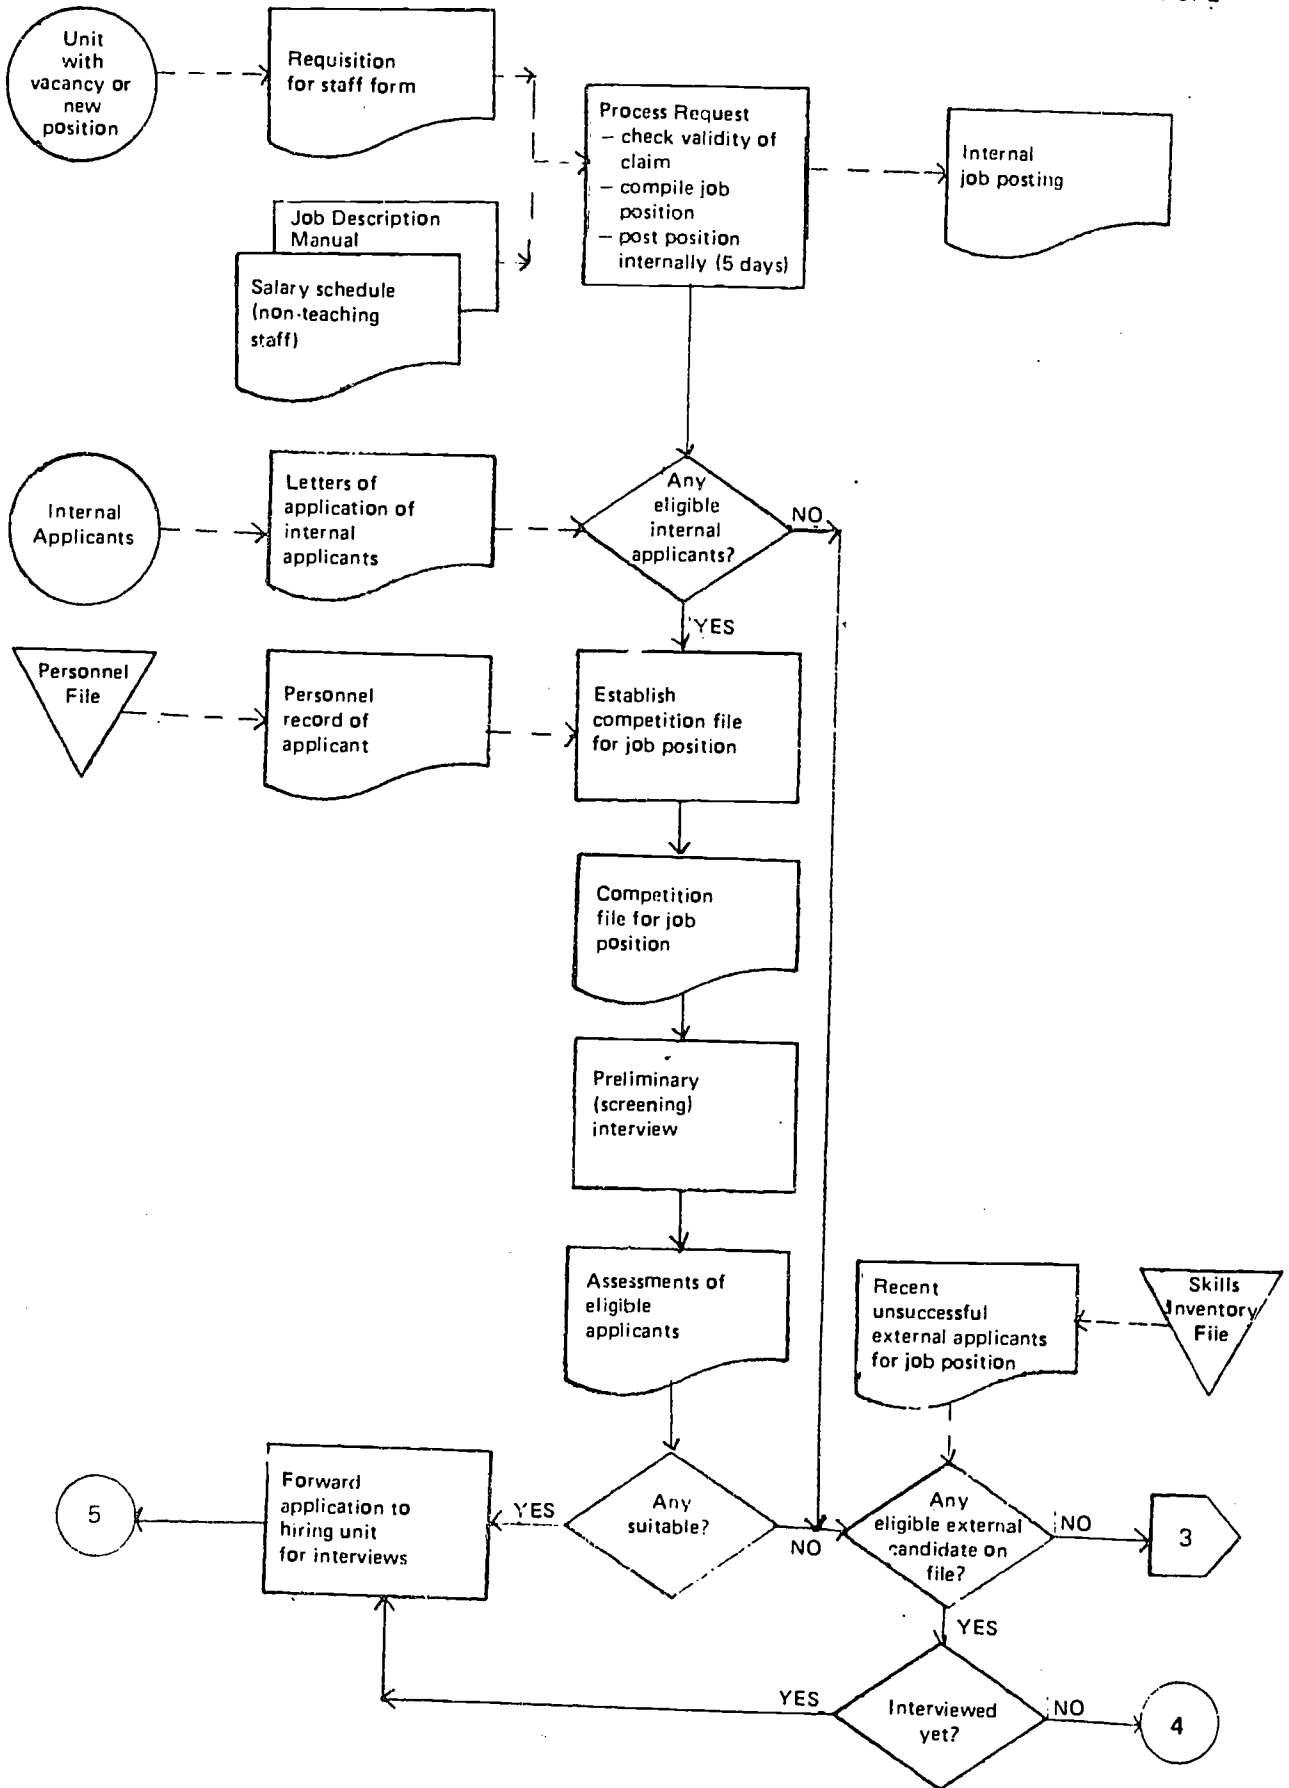 Unit
with
vacancy or
new
position
Requisition
for staff form
Process Request
– check validity of
claim
– compile job
position
– post position
internally (5 days)
Internal
job posting
Job Description
Manual
Salary schedule
(non-teaching
staff)
Internal
Applicants
Letters of
application of
internal
applicants
Any
eligible
internal
applicants?
NO
YES
Personnel
File
Personnel
record of
applicant
Establish
competition file
for job position
Competition
file for job
position
Preliminary
(screening)
interview
Assessments of
eligible
applicants
Recent
unsuccessful
external applicants
for job position
Skills
Inventory
File
5
Forward
application to
hiring unit
for interviews
YES
Any
suitable?
NO
Any
eligible external
candidate on
file?
NO
3
YES
YES
Interviewed
yet?
NO
4